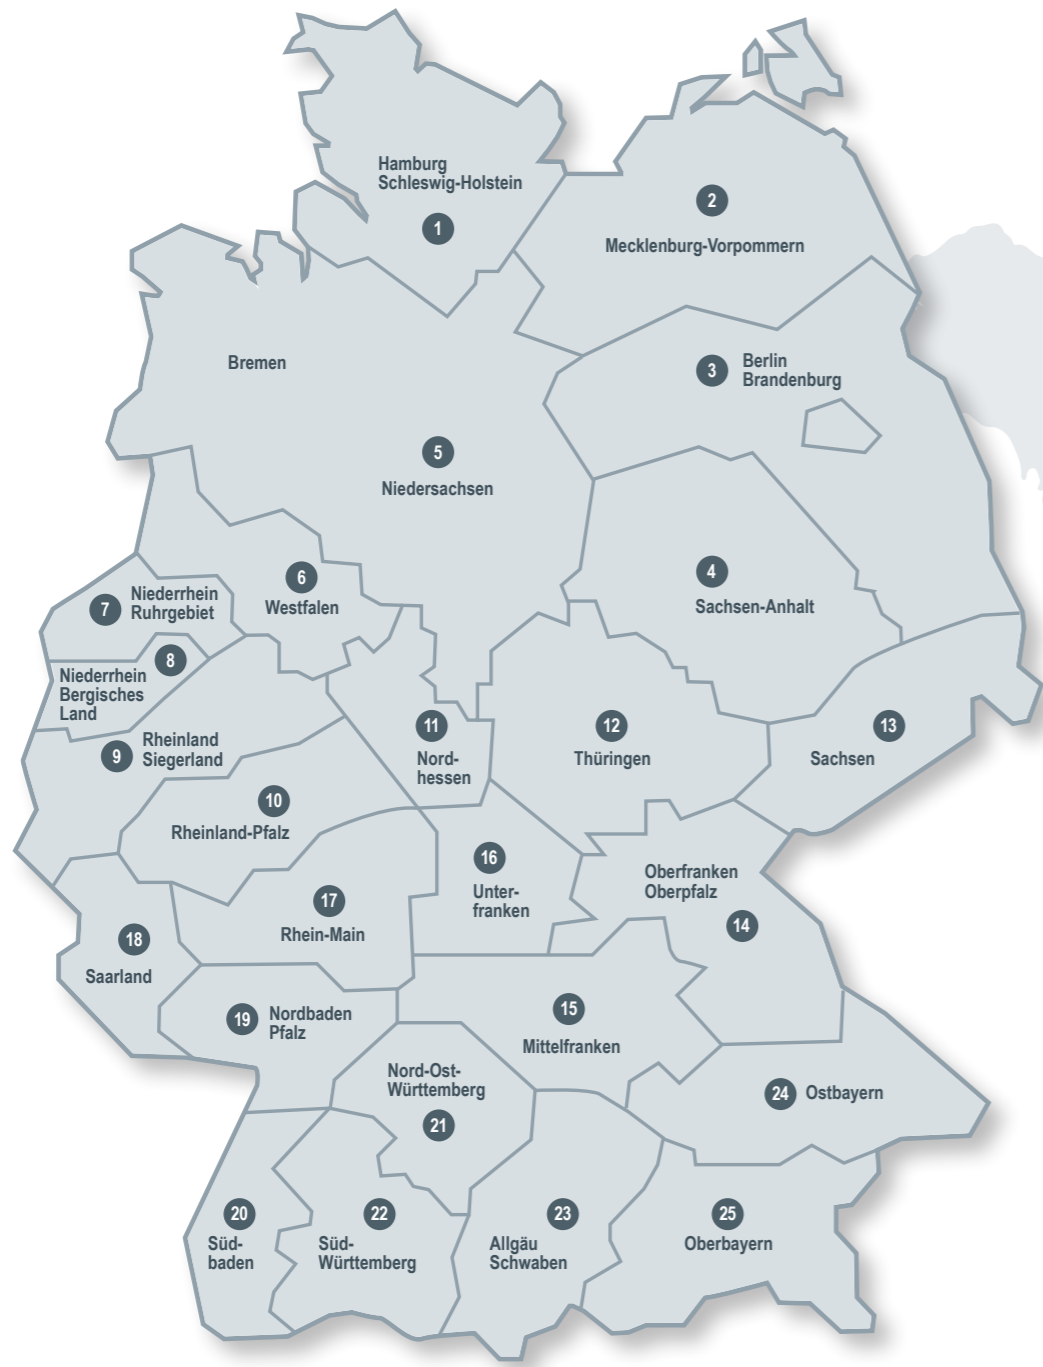 Hamburg
Schleswig-Holstein
1
2
Mecklenburg-Vorpommern
Bremen
3
Berlin
Brandenburg
5
Niedersachsen
4
Sachsen-Anhalt
6
Westfalen
7
Niederrhein
Ruhrgebiet
8
Niederrhein
Bergisches
Land
9
Rheinland
Siegerland
10
Rheinland-Pfalz
11
Nord-
hessen
12
Thüringen
13
Sachsen
16
Unter-
franken
Oberfranken
Oberpfalz
14
17
Rhein-Main
18
Saarland
19
Nordbaden
Pfalz
15
Mittelfranken
Nord-Ost-
Württemberg
21
24
Ostbayern
20
Süd-
baden
22
Süd-
Württemberg
23
Allgäu
Schwaben
25
Oberbayern